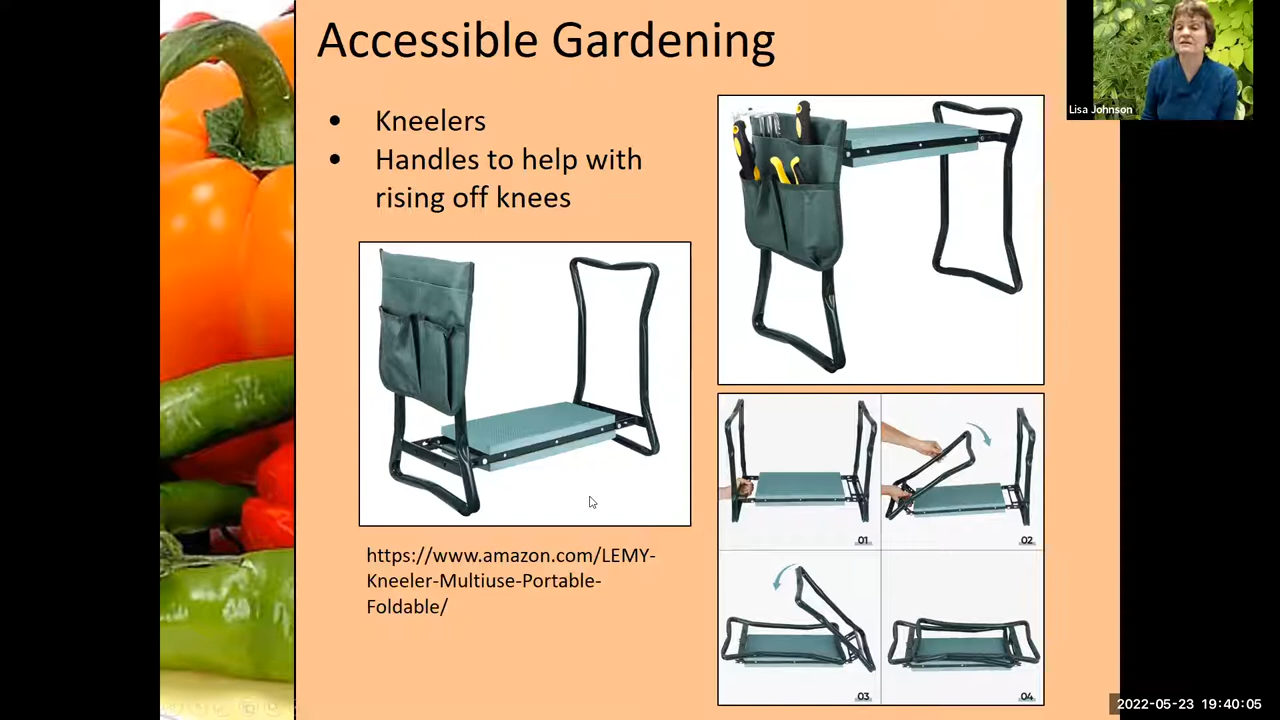 Accessible Gardening
Lisa Johnson
• Kneelers
• Handles to help with
rising off knees
https://www.amazon.com/LEMY-
Kneeler-Multiuse-Portable-
Foldable/
01
02
03
04
2022-05-23 19:40:05